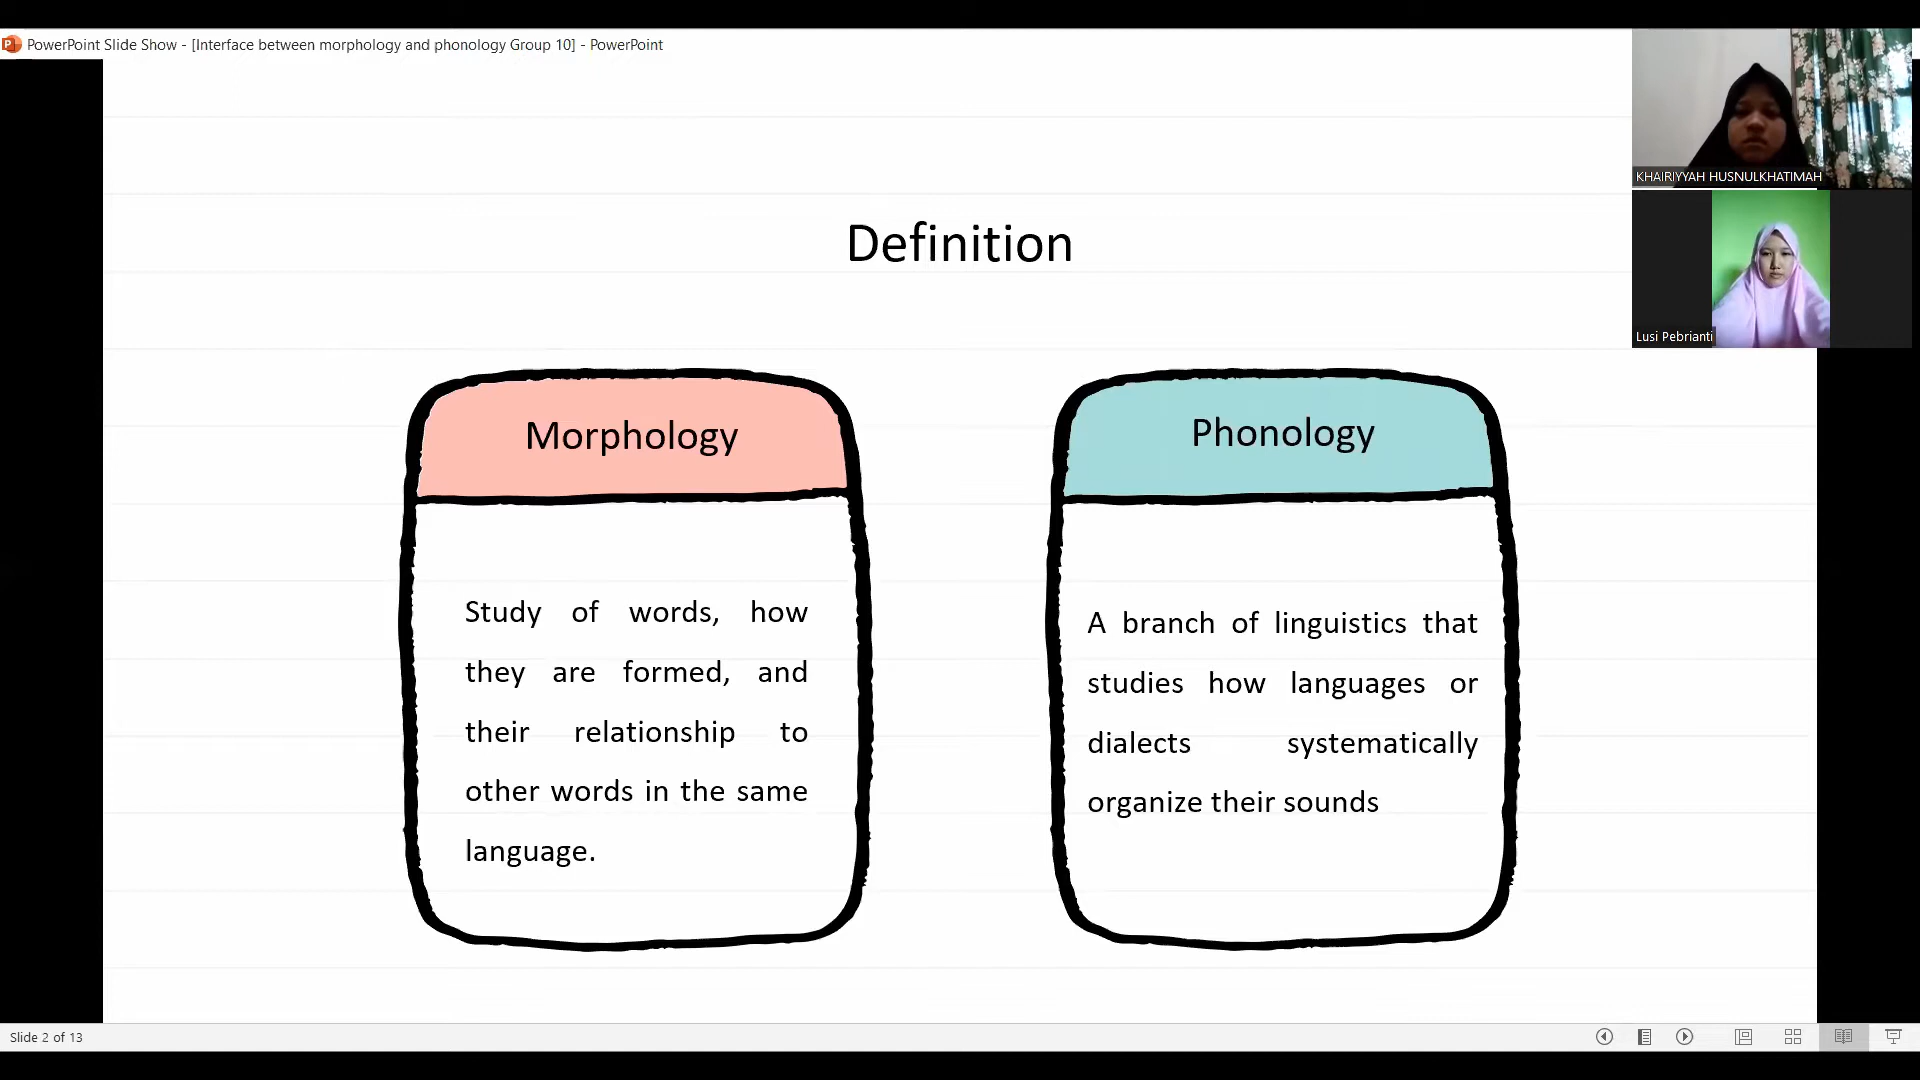 PowerPoint Slide Show - [Interface between morphology and phonology Group 10] - PowerPoint
KHAIRIYYAH HUSNULKHATIMAH
Lusi Pebrianti
Definition
Morphology
Study of words, how
they are formed, and
their relationship to
other words in the same
language.
Phonology
A branch of linguistics that
studies how languages or
dialects systematically
organize their sounds
Slide 2 of 13